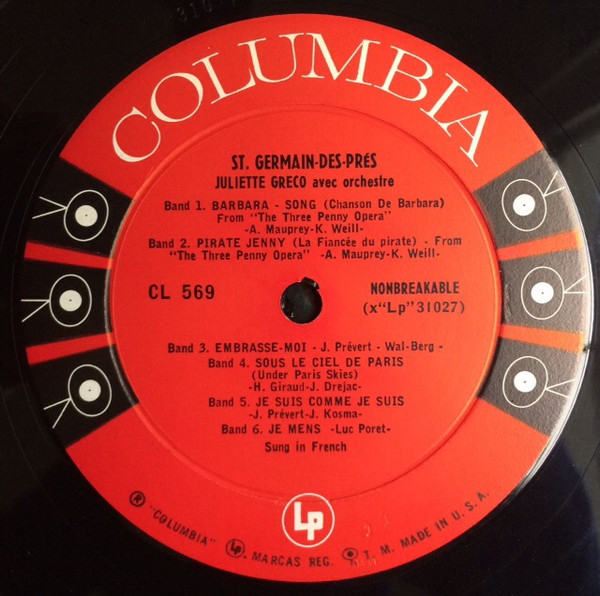 COLUMBIA
ST. GERMAIN-DES-PRéS
JULIETTE GRECO avec orchestre
Band 1. BARBARA - SONG (Chanson De Barbara)
From "The Three Penny Opera"
-A. Mauprey-K. Weill-
Band 2. PIRATE JENNY (La Fiancée du pirate) - From
"The Three Penny Opera" -A. Mauprey-K. Weill-
CL 569
NONBREAKABLE
(x"Lp"31027)
Band 3. EMBRASSE-MOI - J. Prévert - Wal-Berg -
Band 4. SOUS LE CIEL DE PARIS
(Under Paris Skies)
-H. Giraud-J. Drejac-
Band 5. JE SUIS COMME JE SUIS
-J. Prévert-J. Kosma-
Band 6. JE MENS -Luc Poret-
Sung in French
Lp
® "COLUMBIA" Lp. MARCAS REG. T. M. MADE IN U. S. A.